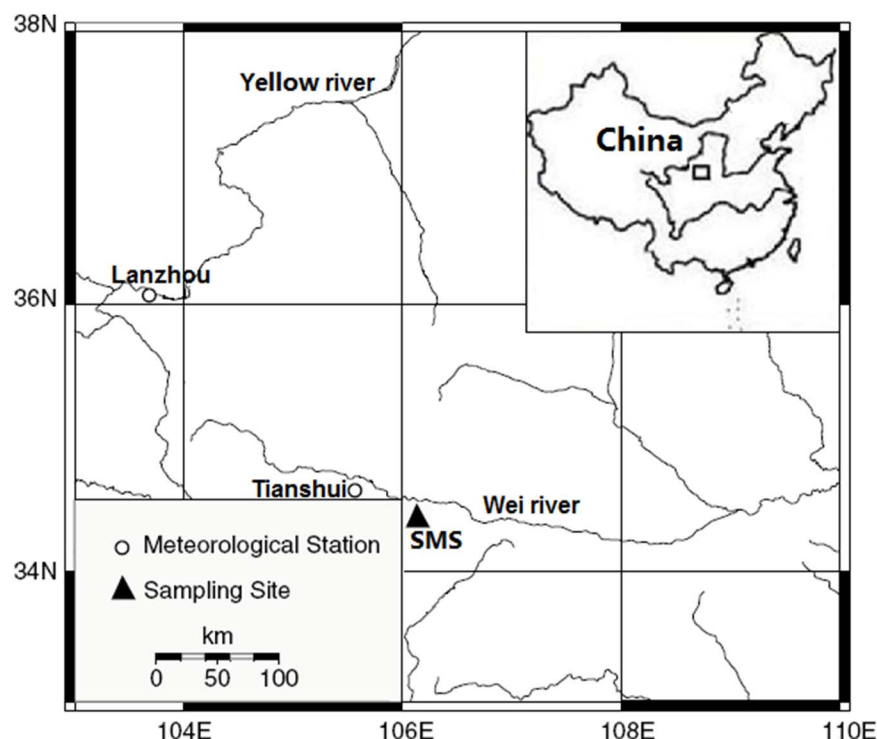 38N
Yellow river
China
Lanzhou
36N
Tianshui
Wei river
SMS
Meteorological Station
Sampling Site
34N
km
0 50 100
104E 106E 108E 110E